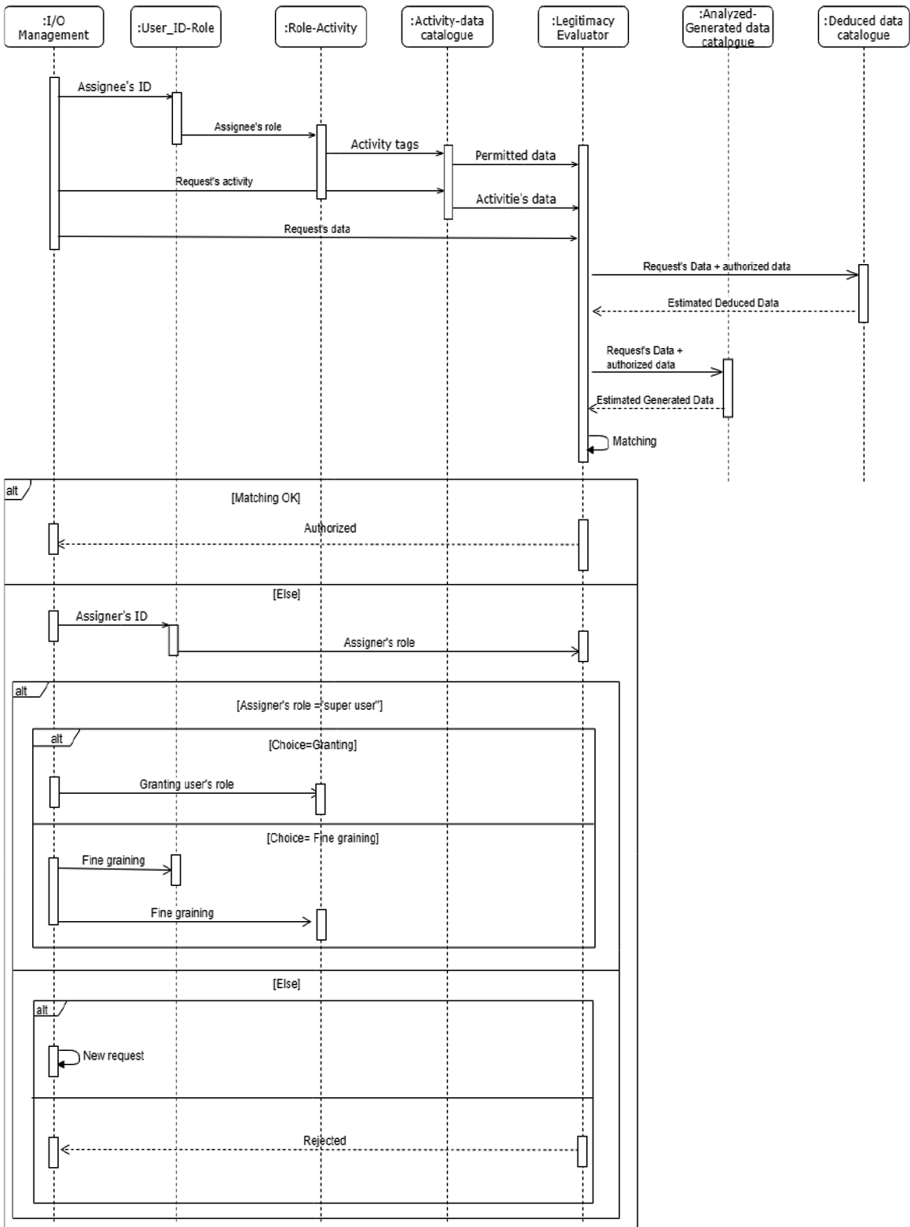 :I/O
Management
:User_ID-Role
:Role-Activity
:Activity-data
catalogue
:Legitimacy
Evaluator
:Analyzed-
Generated data
catalogue
:Deduced data
catalogue
Assignee's ID
Assignee's role
Activity tags
Permitted data
Request's activity
Activitie's data
Request's data
Request's Data + authorized data
Estimated Deduced Data
Request's Data +
authorized data
Estimated Generated Data
Matching
alt
[Matching OK]
Authorized
[Else]
Assigner's ID
Assigner's role
alt
[Assigner's role ="super user"]
alt
[Choice=Granting]
Granting user's role
[Choice= Fine graining]
Fine graining
Fine graining
[Else]
alt
New request
Rejected